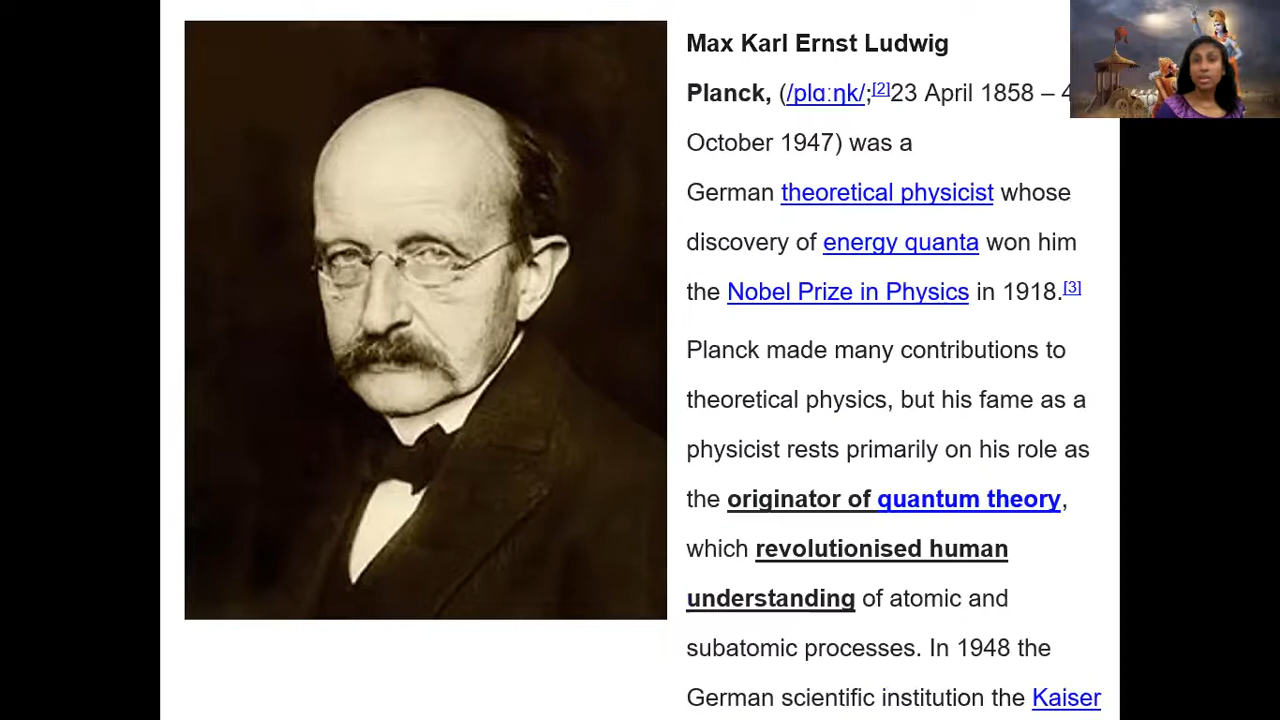 Max Karl Ernst Ludwig
Planck, (/plɑːŋk/;[2]23 April 1858 – 4
October 1947) was a
German theoretical physicist whose
discovery of energy quanta won him
the Nobel Prize in Physics in 1918.[3]
Planck made many contributions to
theoretical physics, but his fame as a
physicist rests primarily on his role as
the originator of quantum theory,
which revolutionised human
understanding of atomic and
subatomic processes. In 1948 the
German scientific institution the Kaiser